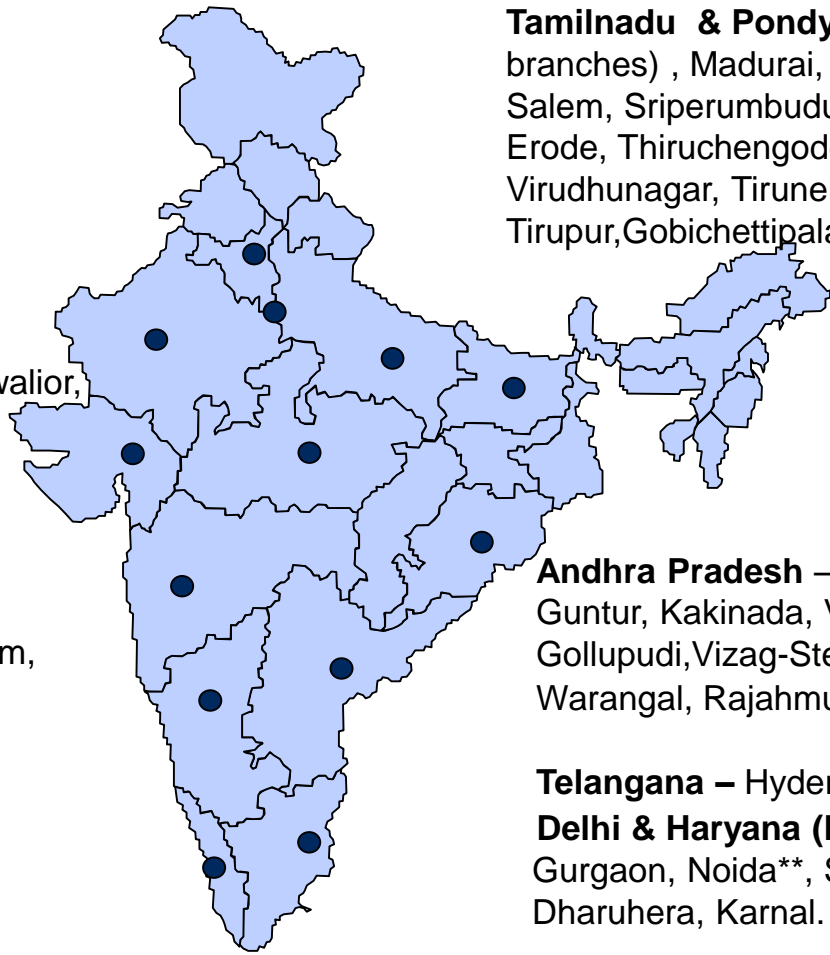 Tamilnadu & Pondy
branches) , Madurai,
Salem, Sriperumbudu
Erode, Thiruchengod
Virudhunagar, Tirune
Tirupur,Gobichettipala
walior,
m,
Andhra Pradesh –
Guntur, Kakinada, V
Gollupudi,Vizag-Ste
Warangal, Rajahmu
Telangana – Hyder
Delhi & Haryana (
Gurgaon, Noida**, S
Dharuhera, Karnal.